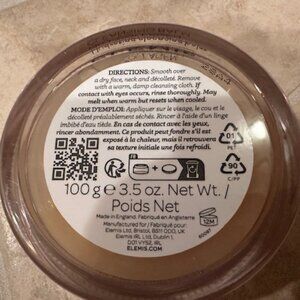 DIRECTIONS: Smooth over
a dry face, neck and décolleté. Remove
with a warm, damp cleansing cloth. If
contact with eyes occurs, rinse thoroughly. May
melt when warm but resets when cooled.
MODE D'EMPLOI: Appliquer sur le visage, le cou et le
décolleté préalablement séchés. Rincer à l'aide d'un linge
imbibé d'eau tiède. En cas de contact avec les yeux,
rincer abondamment. Ce produit peut fondre s'il
est exposé à la chaleur, mais il retrouvera
sa texture initiale une fois refroidi.
FR
01
PET
90
C/PP
100 g e 3.5 oz. Net Wt. /
Poids Net
Made in England. Fabriqué en Angleterre
Manufactured for / Fabriqué pour:
Elemis Ltd, Bristol, BS11 0QU, UK
Elemis IRL Ltd, Dublin 1,
D01 YP52, IRL
ELEMIS.COM
12M